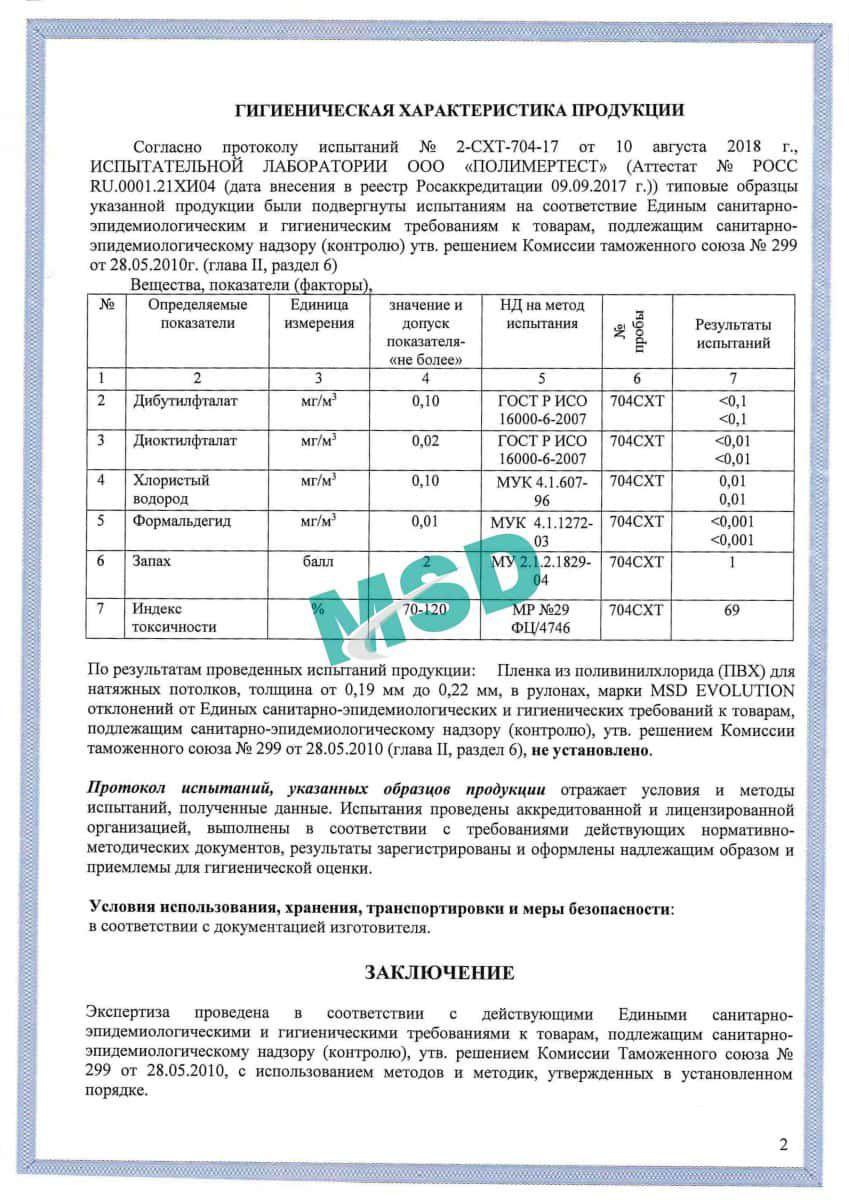 ГИГИЕНИЧЕСКАЯ ХАРАКТЕРИСТИКА ПРОДУКЦИИ
Согласно протоколу испытаний № 2-СХТ-704-17 от 10 августа 2018 г.,
ИСПЫТАТЕЛЬНОЙ ЛАБОРАТОРИИ ООО «ПОЛИМЕРТЕСТ» (Аттестат № РОСС
RU.0001.21ХИ04 (дата внесения в реестр Росаккредитации 09.09.2017 г.)) типовые образцы
указанной продукции были подвергнуты испытаниям на соответствие Единым санитарно-
эпидемиологическим и гигиеническим требованиям к товарам, подлежащим санитарно-
эпидемиологическому надзору (контролю) утв. решением Комиссии таможенного союза № 299
от 28.05.2010г. (глава II, раздел 6)
Вещества, показатели (факторы),
№ Определяемые показатели Единица измерения значение и допуск показателя- «не более» НД на метод испытания № пробы Результаты испытаний
1 2 3 4 5 6 7
2 Дибутилфталат мг/м³ 0,10 ГОСТ Р ИСО 704СХТ <0,1
16000-6-2007 <0,1
3 Диоктилфталат мг/м³ 0,02 ГОСТ Р ИСО 704СХТ <0,01
16000-6-2007 <0,01
4 Хлористый мг/м³ 0,10 МУК 4.1.607- 704СХТ 0,01
водород 96 0,01
5 Формальдегид мг/м³ 0,01 МУК 4.1.1272- 704СХТ <0,001
03 <0,001
6 Запах балл 2 МУ 2.1.2.1829- 704СХТ 1
04
7 Индекс % 70-120 МР №29 704СХТ 69
токсичности ФЦ/4746
MSD
По результатам проведенных испытаний продукции: Пленка из поливинилхлорида (ПВХ) для
натяжных потолков, толщина от 0,19 мм до 0,22 мм, в рулонах, марки MSD EVOLUTION
отклонений от Единых санитарно-эпидемиологических и гигиенических требований к товарам,
подлежащим санитарно-эпидемиологическому надзору (контролю), утв. решением Комиссии
таможенного союза № 299 от 28.05.2010 (глава II, раздел 6), не установлено.
Протокол испытаний, указанных образцов продукции отражает условия и методы
испытаний, полученные данные. Испытания проведены аккредитованной и лицензированной
организацией, выполнены в соответствии с требованиями действующих нормативно-
методических документов, результаты зарегистрированы и оформлены надлежащим образом и
приемлемы для гигиенической оценки.
Условия использования, хранения, транспортировки и меры безопасности:
в соответствии с документацией изготовителя.
ЗАКЛЮЧЕНИЕ
Экспертиза проведена в соответствии с действующими Едиными санитарно-
эпидемиологическими и гигиеническими требованиями к товарам, подлежащим санитарно-
эпидемиологическому надзору (контролю), утв. решением Комиссии Таможенного союза №
299 от 28.05.2010, с использованием методов и методик, утвержденных в установленном
порядке.
2